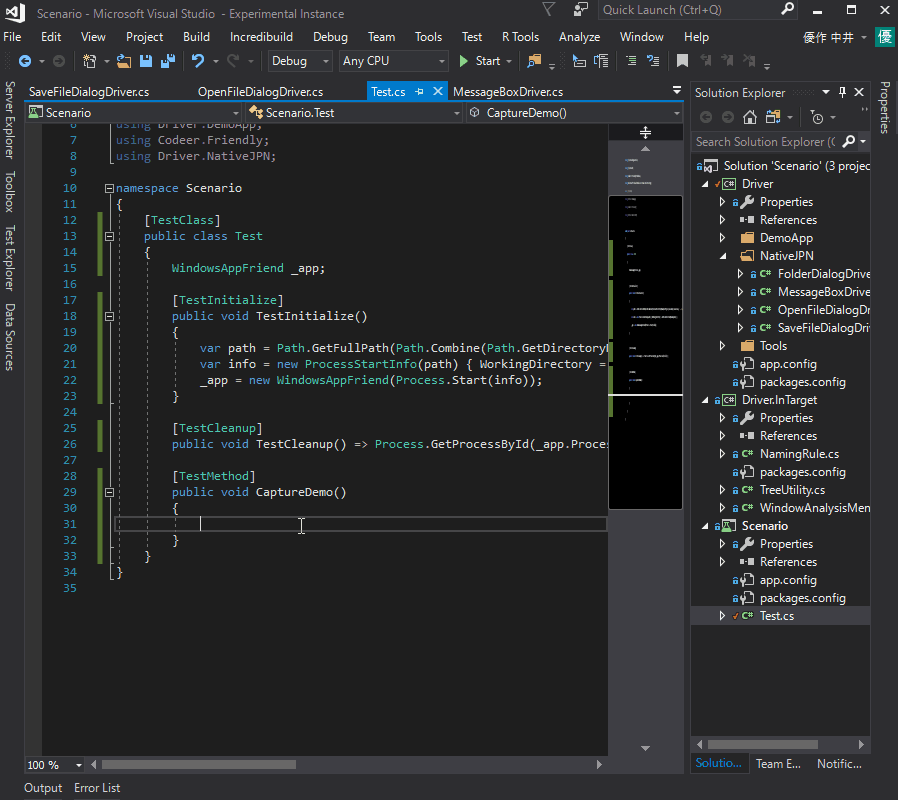 Scenario - Microsoft Visual Studio - Experimental Instance
Quick Launch (Ctrl+Q)
File Edit View Project Build Incredibuild Debug Team Tools Test R Tools Analyze Window Help
優作 中井
優
Debug Any CPU Start
Server Explorer
Toolbox
Test Explorer
Data Sources
SaveFileDialogDriver.cs OpenFileDialogDriver.cs Test.cs MessageBoxDriver.cs
Scenario Scenario.Test CaptureDemo()
6 using Driver.DemoApp;
7 using Codeer.Friendly;
8 using Driver.NativeJPN;
9
10 namespace Scenario
11 {
12 [TestClass]
13 public class Test
14 {
15 WindowsAppFriend _app;
16
17 [TestInitialize]
18 public void TestInitialize()
19 {
20 var path = Path.GetFullPath(Path.Combine(Path.GetDirectoryN
21 var info = new ProcessStartInfo(path) { WorkingDirectory =
22 _app = new WindowsAppFriend(Process.Start(info));
23 }
24
25 [TestCleanup]
26 public void TestCleanup() => Process.GetProcessById(_app.Proces
27
28 [TestMethod]
29 public void CaptureDemo()
30 {
31
32 }
33 }
34 }
35
100 %
Output Error List
Solution Explorer
Search Solution Explorer (Ctrl+
Solution 'Scenario' (3 projec
Driver
Properties
References
DemoApp
NativeJPN
FolderDialogDrive
MessageBoxDrive
OpenFileDialogDr
SaveFileDialogDri
Tools
app.config
packages.config
Driver.InTarget
Properties
References
NamingRule.cs
packages.config
TreeUtility.cs
WindowAnalysisMen
Scenario
Properties
References
app.config
packages.config
Test.cs
Solutio... Team E... Notific...
Properties